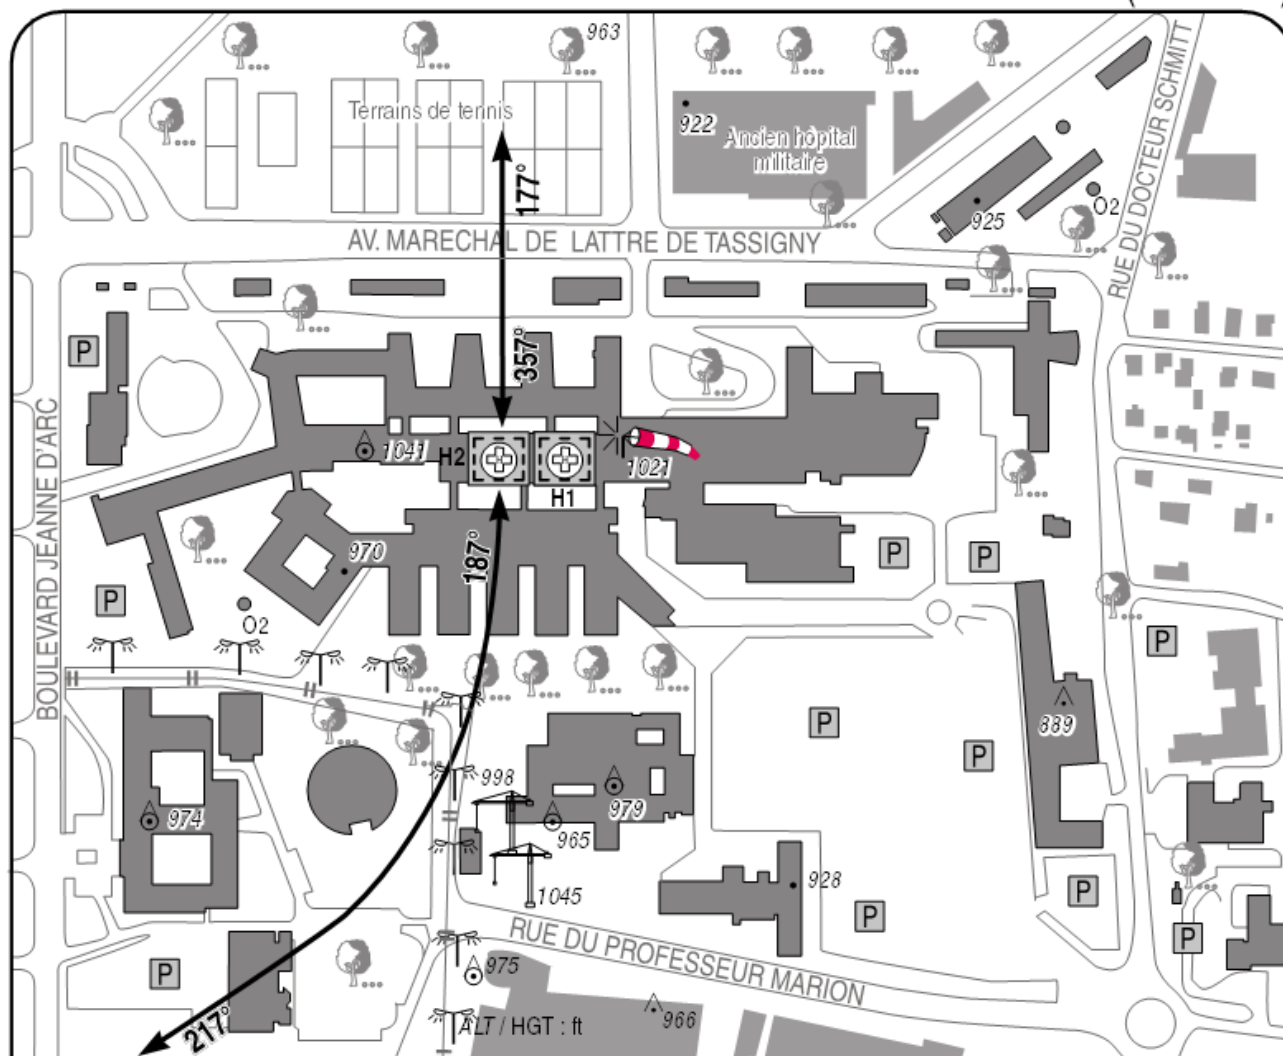 963
Terrains de tennis
922
Ancien hôpital
militaire
177°
925
O2
RUE DU DOCTEUR SCHMITT
AV. MARECHAL DE LATTRE DE TASSIGNY
P
357°
BOULEVARD JEANNE D'ARC
1041
H2
1021
H1
187°
970
P
P
P
O2
P
889
P
P
998
974
979
965
928
1045
P
P
RUE DU PROFESSEUR MARION
P
P
975
966
ALT / HGT : ft
217°